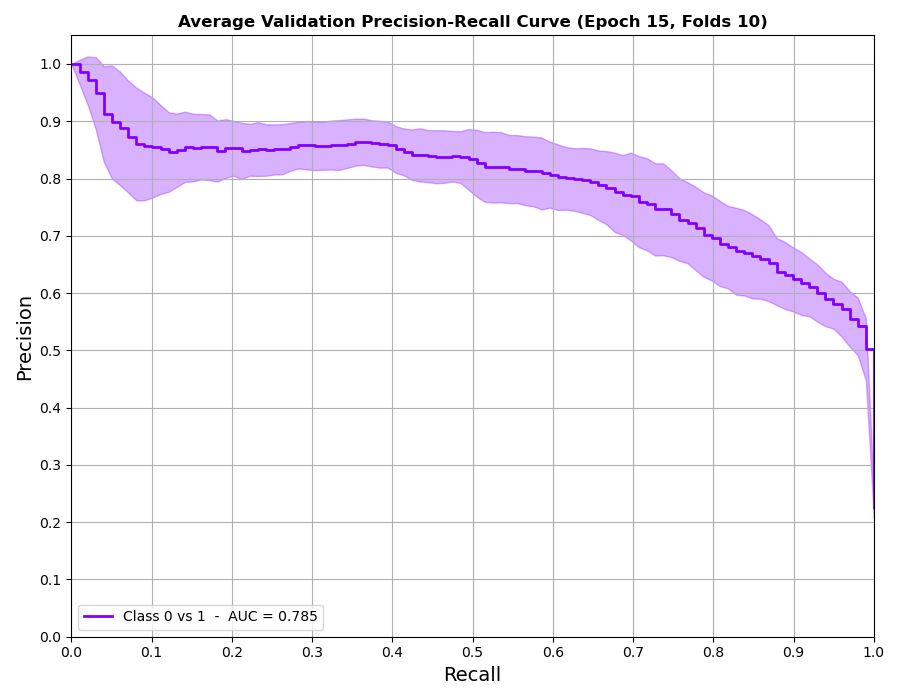 Average Validation Precision-Recall Curve (Epoch 15, Folds 10)
Precision
1.0
0.9
0.8
0.7
0.6
0.5
0.4
0.3
0.2
0.1
0.0
Class 0 vs 1 - AUC = 0.785
0.0 0.1 0.2 0.3 0.4 0.5 0.6 0.7 0.8 0.9 1.0
Recall